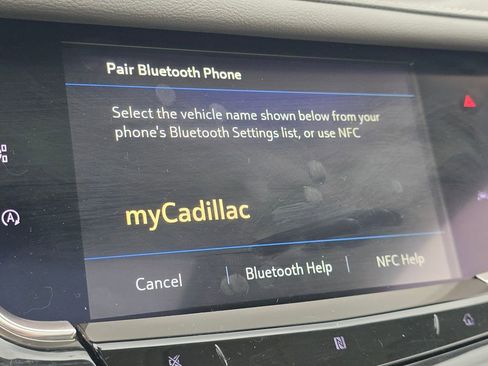 Pair Bluetooth Phone
Select the vehicle name shown below from your
phone's Bluetooth Settings list, or use NFC
myCadillac
Cancel
Bluetooth Help
NFC Help